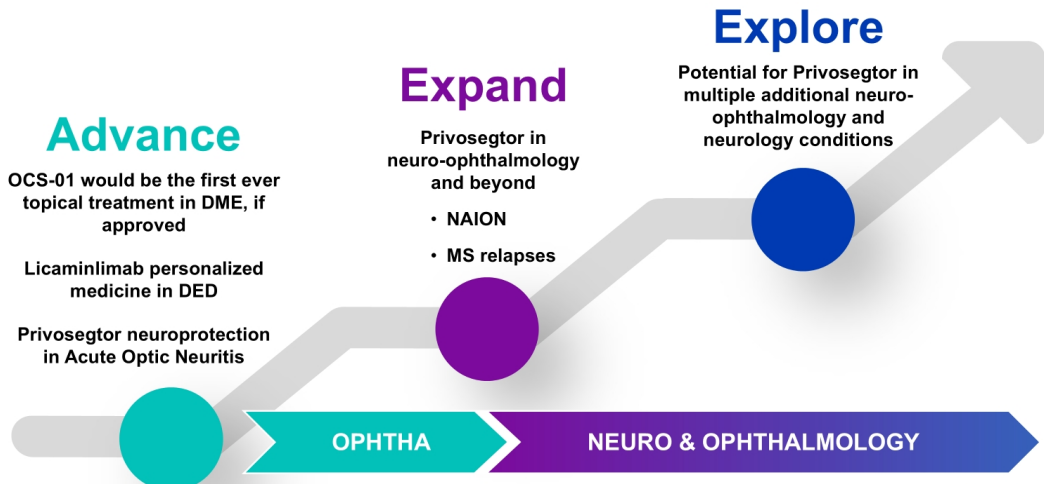 Advance
OCS-01 would be the first ever
topical treatment in DME, if
approved
Licaminlimab personalized
medicine in DED
Privosegtor neuroprotection
in Acute Optic Neuritis
Expand
Privosegtor in
neuro-ophthalmology
and beyond
• NAION
• MS relapses
Explore
Potential for Privosegtor in
multiple additional neuro-
ophthalmology and
neurology conditions
OPHTHA
NEURO & OPHTHALMOLOGY